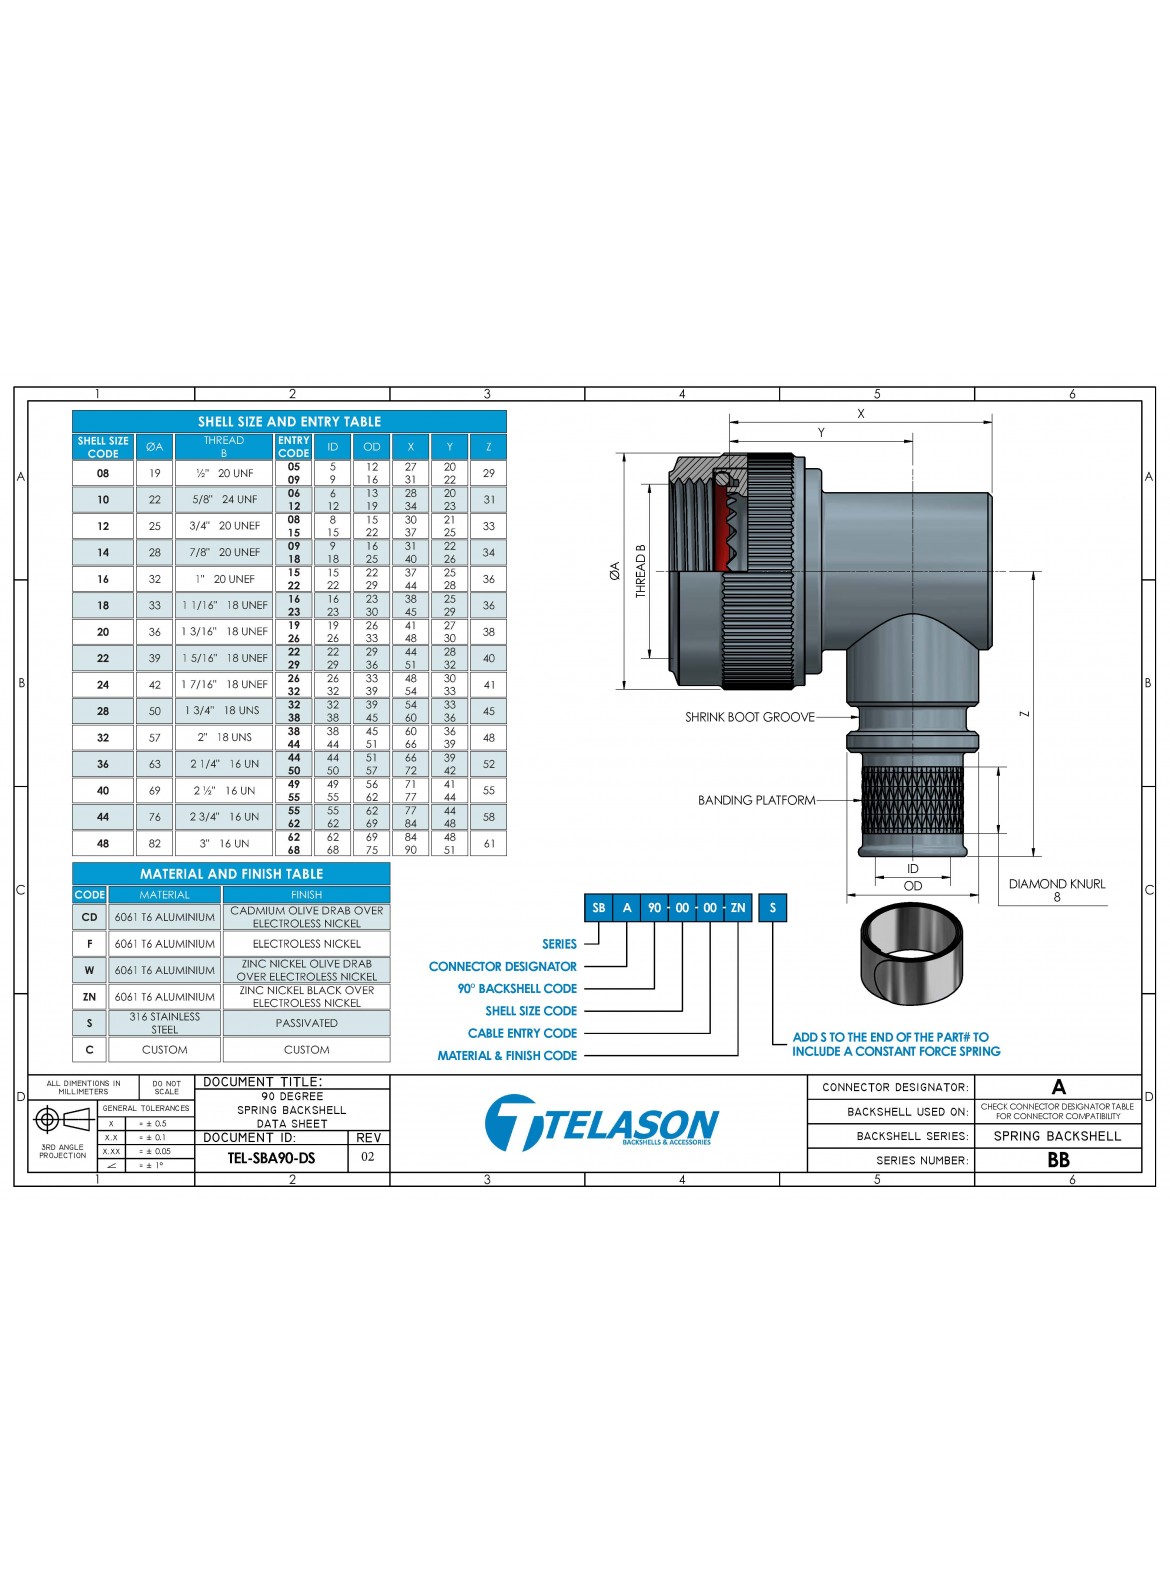 1 2 3 4 5 6
A
B
C
D
SHELL SIZE AND ENTRY TABLE
SHELL SIZE CODE ØA THREAD B ENTRY CODE ID OD X Y Z
08 19 ½" 20 UNF 05 5 12 27 20 29
09 9 16 31 22
10 22 5/8" 24 UNF 06 6 13 28 20 31
12 12 19 34 23
12 25 3/4" 20 UNEF 08 8 15 30 21 33
15 15 22 37 25
14 28 7/8" 20 UNEF 09 9 16 31 22 34
18 18 25 40 26
16 32 1" 20 UNEF 15 15 22 37 25 36
22 22 29 44 28
18 33 1 1/16" 18 UNEF 16 16 23 38 25 36
23 23 30 45 29
20 36 1 3/16" 18 UNEF 19 19 26 41 27 38
26 26 33 48 30
22 39 1 5/16" 18 UNEF 22 22 29 44 28 40
29 29 36 51 32
24 42 1 7/16" 18 UNEF 26 26 33 48 30 41
32 32 39 54 33
28 50 1 3/4" 18 UNS 32 32 39 54 33 45
38 38 45 60 36
32 57 2" 18 UNS 38 38 45 60 36 48
44 44 51 66 39
36 63 2 1/4" 16 UN 44 44 51 66 39 52
50 50 57 72 42
40 69 2 ½" 16 UN 49 49 56 71 41 55
55 55 62 77 44
44 76 2 3/4" 16 UN 55 55 62 77 44 58
62 62 69 84 48
48 82 3" 16 UN 62 62 69 84 48 61
68 68 75 90 51
MATERIAL AND FINISH TABLE
CODE MATERIAL FINISH
CD 6061 T6 ALUMINIUM CADMIUM OLIVE DRAB OVER ELECTROLESS NICKEL
F 6061 T6 ALUMINIUM ELECTROLESS NICKEL
W 6061 T6 ALUMINIUM ZINC NICKEL OLIVE DRAB OVER ELECTROLESS NICKEL
ZN 6061 T6 ALUMINIUM ZINC NICKEL BLACK OVER ELECTROLESS NICKEL
S 316 STAINLESS STEEL PASSIVATED
C CUSTOM CUSTOM
X
Y
ØA
THREAD B
Z
SHRINK BOOT GROOVE
BANDING PLATFORM
ID
OD
DIAMOND KNURL
8
SB A 90 - 00 - 00 - ZN S
SERIES
CONNECTOR DESIGNATOR
90° BACKSHELL CODE
SHELL SIZE CODE
CABLE ENTRY CODE
MATERIAL & FINISH CODE
ADD S TO THE END OF THE PART# TO
INCLUDE A CONSTANT FORCE SPRING
ALL DIMENTIONS IN
MILLIMETERS
DO NOT
SCALE
GENERAL TOLERANCES
X = ± 0.5
X.X = ± 0.1
X.XX = ± 0.05
∠ = ± 1°
3RD ANGLE
PROJECTION
DOCUMENT TITLE:
90 DEGREE
SPRING BACKSHELL
DATA SHEET
DOCUMENT ID: REV
TEL-SBA90-DS 02
TELASON
BACKSHELLS & ACCESSORIES
CONNECTOR DESIGNATOR: A
BACKSHELL USED ON: CHECK CONNECTOR DESIGNATOR TABLE
FOR CONNECTOR COMPATIBILITY
BACKSHELL SERIES: SPRING BACKSHELL
SERIES NUMBER: BB
A
B
C
D
1 2 3 4 5 6